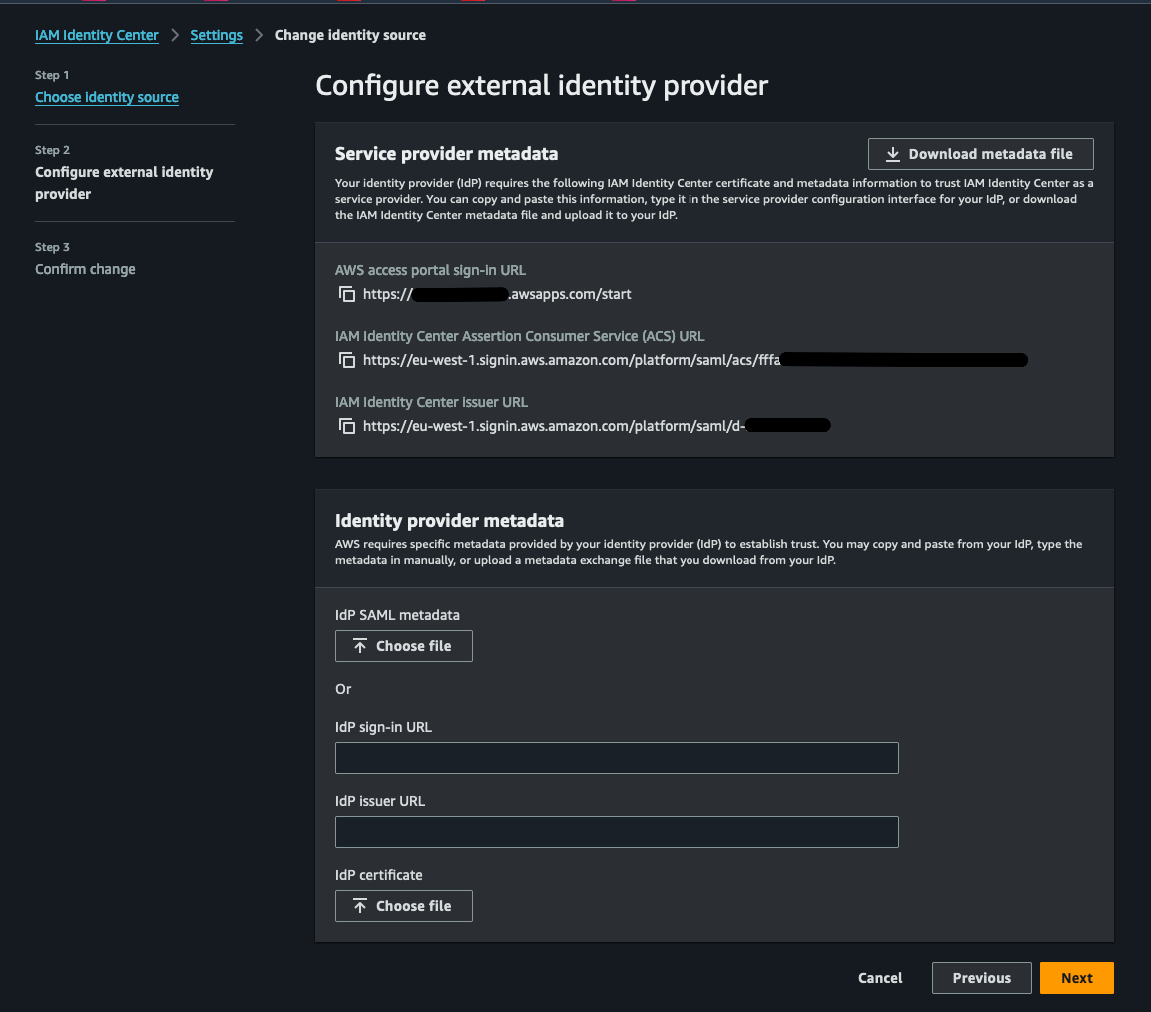 IAM Identity Center > Settings > Change identity source
Step 1
Choose identity source
Step 2
Configure external identity
provider
Step 3
Confirm change
Configure external identity provider
Service provider metadata
Download metadata file
Your identity provider (IdP) requires the following IAM Identity Center certificate and metadata information to trust IAM Identity Center as a
service provider. You can copy and paste this information, type it in the service provider configuration interface for your IdP, or download
the IAM Identity Center metadata file and upload it to your IdP.
AWS access portal sign-in URL
https:// .awsapps.com/start
IAM Identity Center Assertion Consumer Service (ACS) URL
https://eu-west-1.signin.aws.amazon.com/platform/saml/acs/fffa
IAM Identity Center issuer URL
https://eu-west-1.signin.aws.amazon.com/platform/saml/d-
Identity provider metadata
AWS requires specific metadata provided by your identity provider (IdP) to establish trust. You may copy and paste from your IdP, type the
metadata in manually, or upload a metadata exchange file that you download from your IdP.
IdP SAML metadata
Choose file
Or
IdP sign-in URL
IdP issuer URL
IdP certificate
Choose file
Cancel
Previous
Next